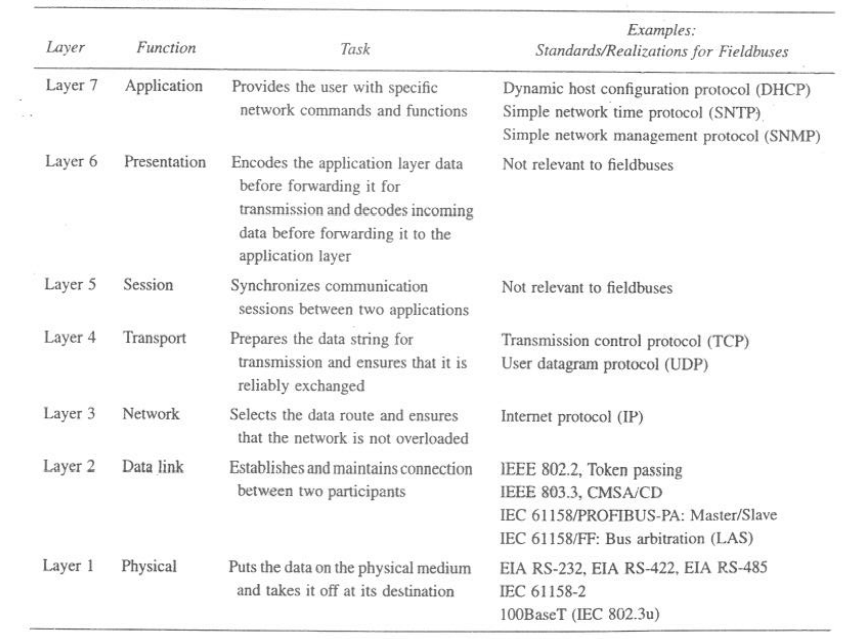 Examples:
Layer Function Task Standards/Realizations for Fieldbuses
Layer 7 Application Provides the user with specific Dynamic host configuration protocol (DHCP)
network commands and functions Simple network time protocol (SNTP)
Simple network management protocol (SNMP)
Layer 6 Presentation Encodes the application layer data Not relevant to fieldbuses
before forwarding it for
transmission and decodes incoming
data before forwarding it to the
application layer
Layer 5 Session Synchronizes communication Not relevant to fieldbuses
sessions between two applications
Layer 4 Transport Prepares the data string for Transmission control protocol (TCP)
transmission and ensures that it is User datagram protocol (UDP)
reliably exchanged
Layer 3 Network Selects the data route and ensures Internet protocol (IP)
that the network is not overloaded
Layer 2 Data link Establishes and maintains connection IEEE 802.2, Token passing
between two participants IEEE 803.3, CMSA/CD
IEC 61158/PROFIBUS-PA: Master/Slave
IEC 61158/FF: Bus arbitration (LAS)
Layer 1 Physical Puts the data on the physical medium EIA RS-232, EIA RS-422, EIA RS-485
and takes it off at its destination IEC 61158-2
100BaseT (IEC 802.3u)